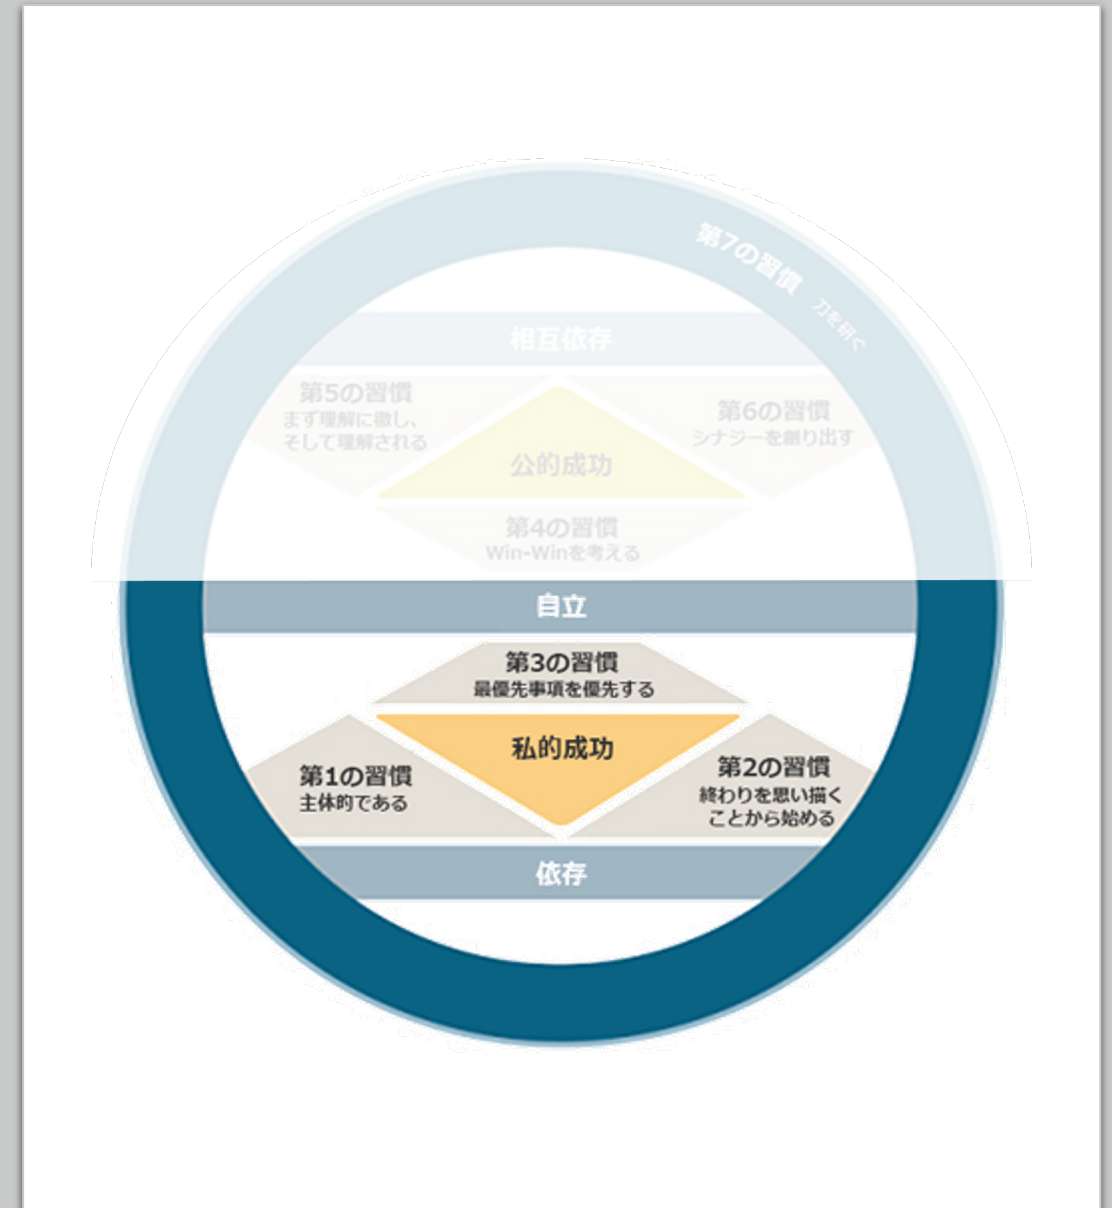 第7の習慣 刀を研ぐ
相互依存
第5の習慣
まず理解に徹し、
そして理解される
第6の習慣
シナジーを創り出す
公的成功
第4の習慣
Win-Winを考える
自立
第3の習慣
最優先事項を優先する
私的成功
第1の習慣
主体的である
第2の習慣
終わりを思い描く
ことから始める
依存